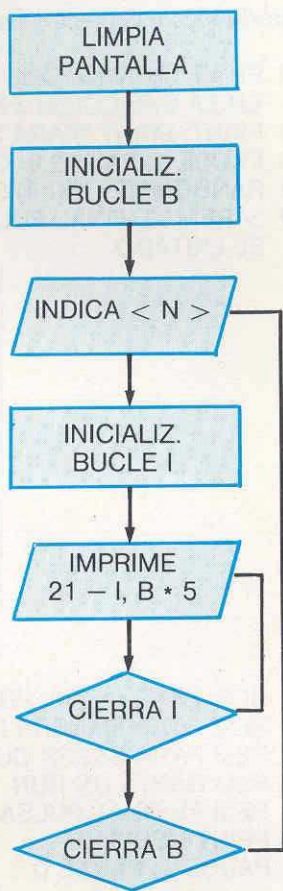 LIMPIA
PANTALLA
INICIALIZ.
BUCLE B
INDICA < N >
INICIALIZ.
BUCLE I
IMPRIME
21 – I, B * 5
CIERRA I
CIERRA B